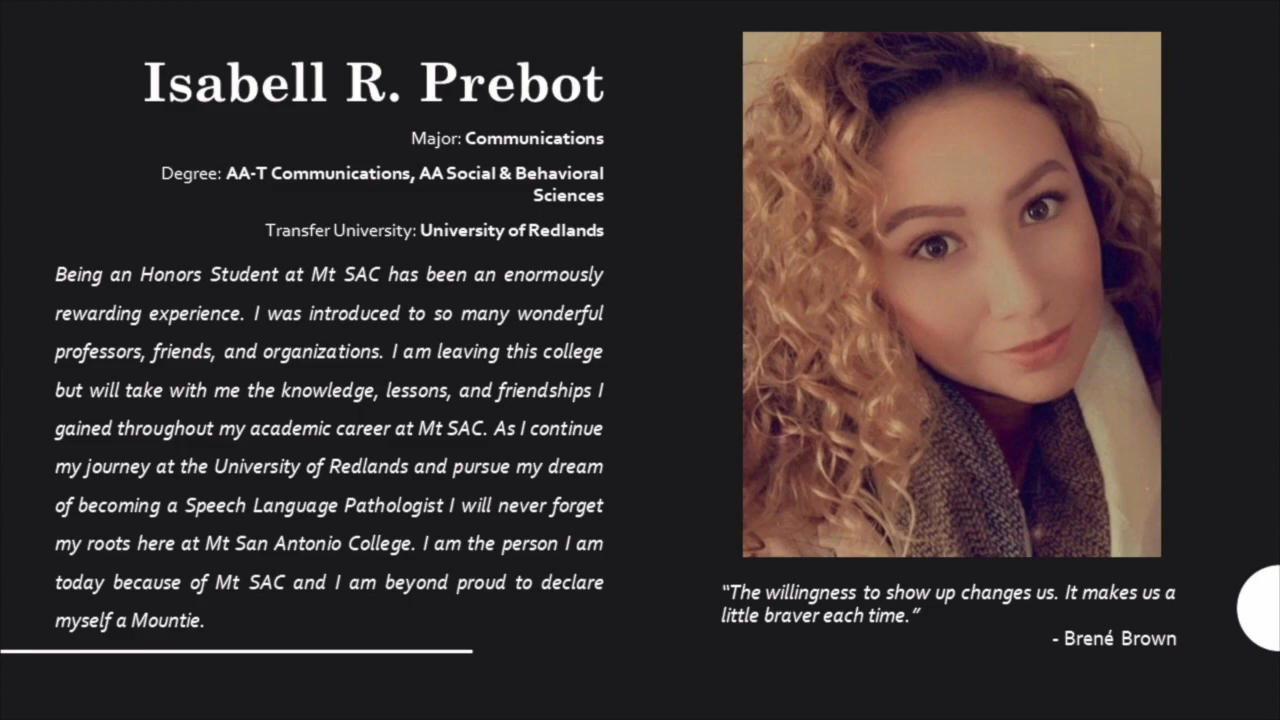 Isabell R. Prebot
Major: Communications
Degree: AA-T Communications, AA Social & Behavioral
Sciences
Transfer University: University of Redlands
Being an Honors Student at Mt SAC has been an enormously
rewarding experience. I was introduced to so many wonderful
professors, friends, and organizations. I am leaving this college
but will take with me the knowledge, lessons, and friendships I
gained throughout my academic career at Mt SAC. As I continue
my journey at the University of Redlands and pursue my dream
of becoming a Speech Language Pathologist I will never forget
my roots here at Mt San Antonio College. I am the person I am
today because of Mt SAC and I am beyond proud to declare
myself a Mountie.
“The willingness to show up changes us. It makes us a
little braver each time.”
- Brené Brown